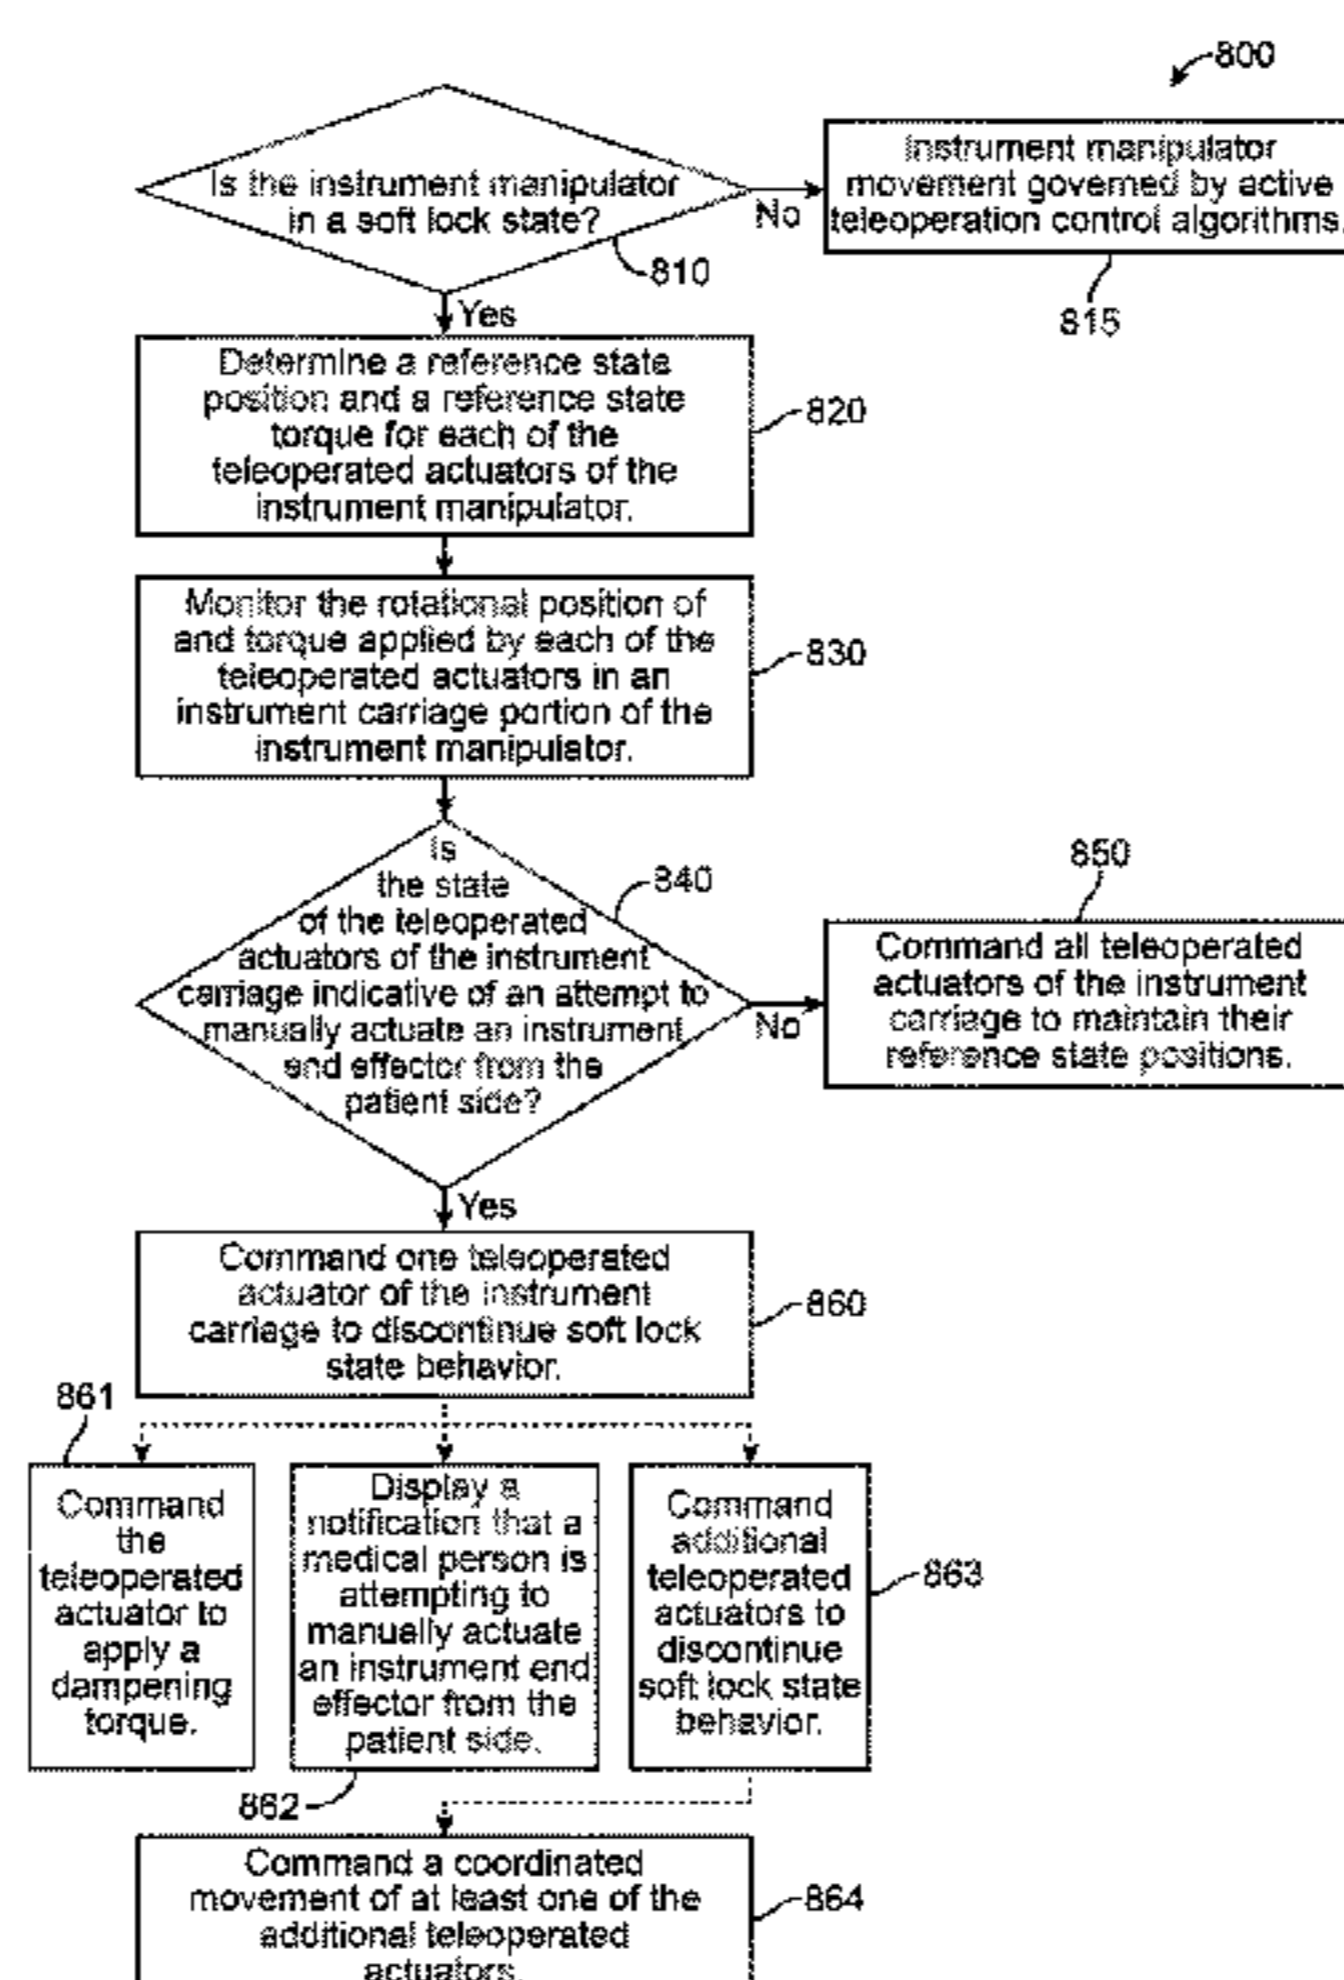 800
Is the instrument manipulator
in a soft lock state?
810
No
Instrument manipulator
movement governed by active
teleoperation control algorithms.
815
Yes
Determine a reference state
position and a reference state
torque for each of the
teleoperated actuators of the
instrument manipulator.
820
Monitor the rotational position of
and torque applied by each of the
teleoperated actuators in an
instrument carriage portion of the
instrument manipulator.
830
Is
the state
of the teleoperated
actuators of the instrument
carriage indicative of an attempt to
manually actuate an instrument
end effector from the
patient side?
840
No
850
Command all teleoperated
actuators of the instrument
carriage to maintain their
reference state positions.
Yes
Command one teleoperated
actuator of the instrument
carriage to discontinue soft lock
state behavior.
860
861
Command
the
teleoperated
actuator to
apply a
dampening
torque.
Display a
notification that a
medical person is
attempting to
manually actuate
an instrument end
effector from the
patient side.
862
Command
additional
teleoperated
actuators to
discontinue
soft lock state
behavior.
863
Command a coordinated
movement of at least one of the
additional teleoperated
actuators.
864